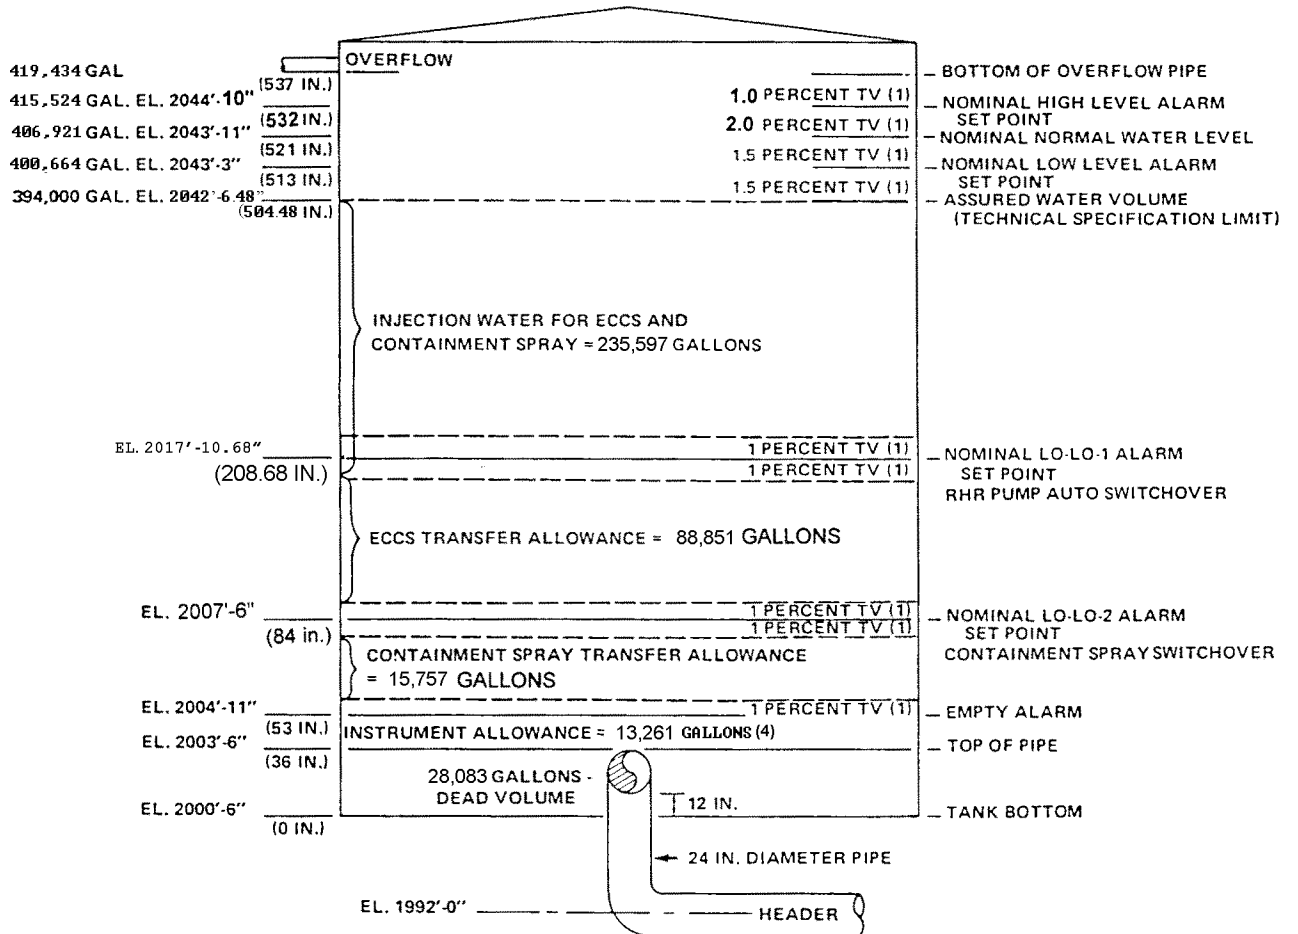 OVERFLOW
419,434 GAL
(537 IN.)
BOTTOM OF OVERFLOW PIPE
415,524 GAL. EL. 2044'-10"
(532 IN.)
1.0 PERCENT TV (1)
NOMINAL HIGH LEVEL ALARM
SET POINT
406,921 GAL. EL. 2043'-11"
(521 IN.)
2.0 PERCENT TV (1)
NOMINAL NORMAL WATER LEVEL
400,664 GAL. EL. 2043'-3"
(513 IN.)
1.5 PERCENT TV (1)
NOMINAL LOW LEVEL ALARM
SET POINT
394,000 GAL. EL. 2042'-6.48"
(504.48 IN.)
1.5 PERCENT TV (1)
ASSURED WATER VOLUME
(TECHNICAL SPECIFICATION LIMIT)
INJECTION WATER FOR ECCS AND
CONTAINMENT SPRAY = 235,597 GALLONS
EL. 2017'-10.68"
(208.68 IN.)
1 PERCENT TV (1)
1 PERCENT TV (1)
NOMINAL LO-LO-1 ALARM
SET POINT
RHR PUMP AUTO SWITCHOVER
ECCS TRANSFER ALLOWANCE = 88,851 GALLONS
EL. 2007'-6"
(84 in.)
1 PERCENT TV (1)
1 PERCENT TV (1)
NOMINAL LO-LO-2 ALARM
SET POINT
CONTAINMENT SPRAY SWITCHOVER
CONTAINMENT SPRAY TRANSFER ALLOWANCE
= 15,757 GALLONS
EL. 2004'-11"
(53 IN.)
1 PERCENT TV (1)
EMPTY ALARM
INSTRUMENT ALLOWANCE = 13,261 GALLONS (4)
EL. 2003'-6"
(36 IN.)
TOP OF PIPE
28,083 GALLONS -
DEAD VOLUME
12 IN.
EL. 2000'-6"
(0 IN.)
TANK BOTTOM
24 IN. DIAMETER PIPE
EL. 1992'-0"
HEADER